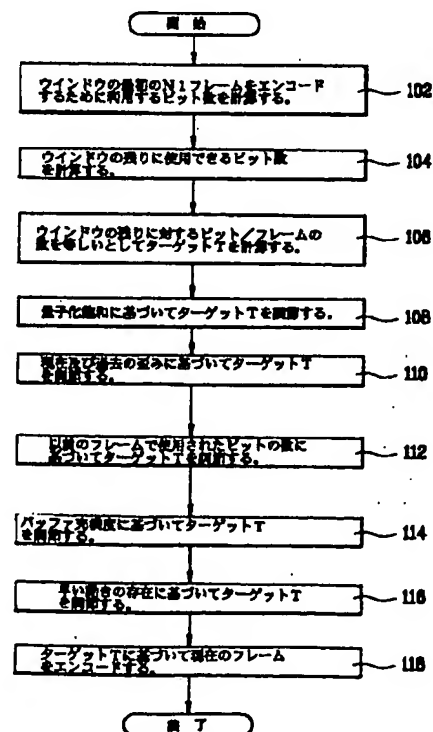 開 始
ウインドウの最初のN1フレームをエンコード
するために利用するビット数を計算する。
102
ウインドウの残りに使用できるビット数
を計算する。
104
ウインドウの残りに対するビット/フレームの
数を等しいとしてターゲットTを計算する。
106
量子化飽和に基づいてターゲットTを調節する。
108
現在及び過去の歪みに基づいてターゲットT
を調節する。
110
以前のフレームで使用されたビットの数に
基づいてターゲットTを調節する。
112
バッファ充満度に基づいてターゲットT
を調節する。
114
早い の存在に基づいてターゲットT
を調節する。
116
ターゲットTに基づいて現在のフレーム
をエンコードする。
118
終 了